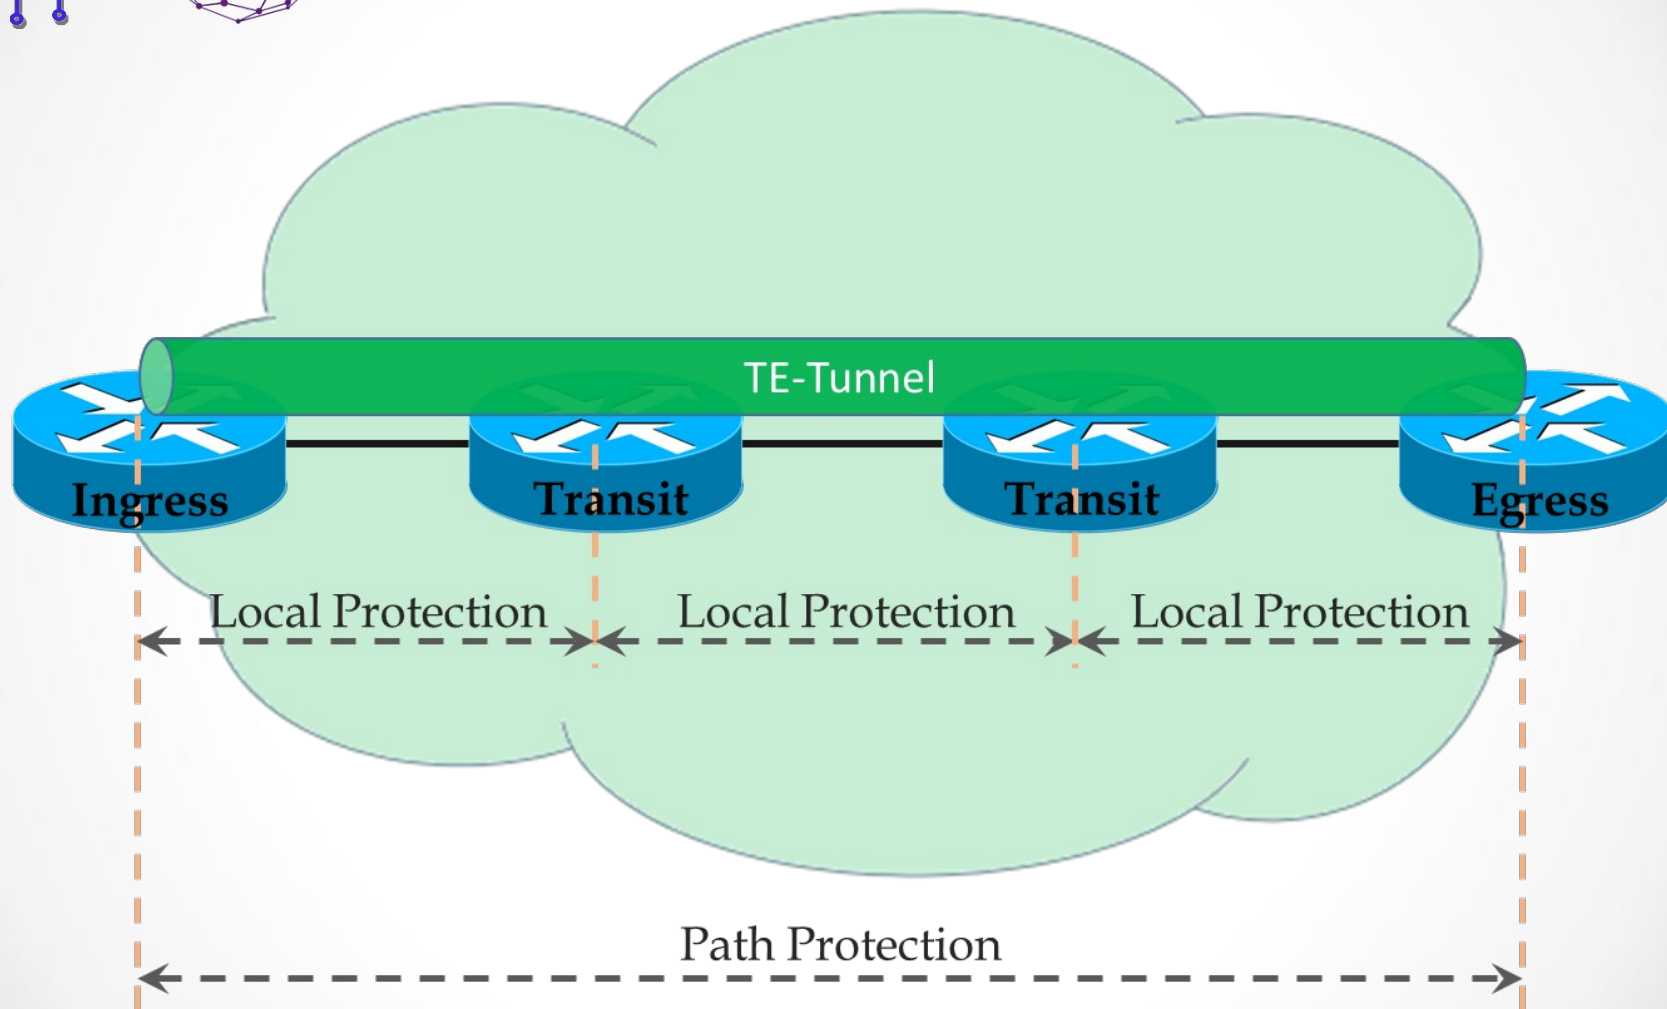 TE-Tunnel
Ingress
Transit
Transit
Egress
Local Protection
Local Protection
Local Protection
Path Protection